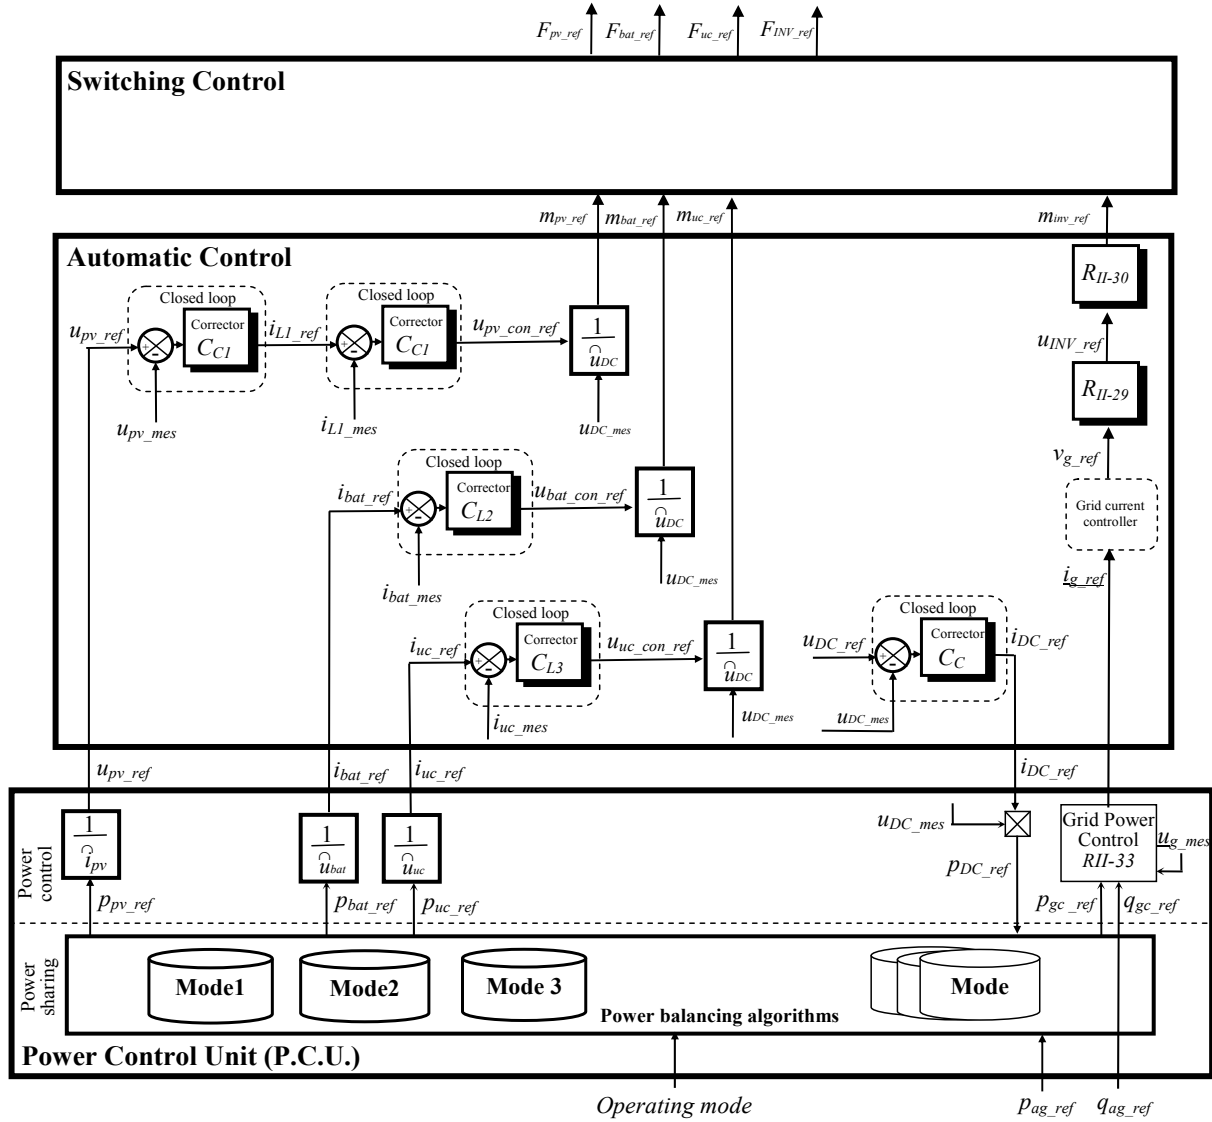 F_pv_ref F_bat_ref F_uc_ref F_INV_ref
Switching Control
m_pv_ref m_bat_ref m_uc_ref m_inv_ref
Automatic Control
Closed loop
Closed loop
u_pv_ref
+
-
Corrector
C_C1
i_L1_ref
+
-
Corrector
C_C1
u_pv_con_ref
1
u_DC
u_pv_mes
i_L1_mes
u_DC_mes
R_II-30
u_INV_ref
R_II-29
v_g_ref
Grid current
controller
i_g_ref
Closed loop
i_bat_ref
+
-
Corrector
C_L2
u_bat_con_ref
1
u_DC
i_bat_mes
u_DC_mes
Closed loop
i_uc_ref
+
-
Corrector
C_L3
u_uc_con_ref
1
u_DC
i_uc_mes
u_DC_mes
Closed loop
u_DC_ref
+
-
Corrector
C_C
i_DC_ref
u_DC_mes
u_pv_ref i_bat_ref i_uc_ref i_DC_ref
Power
control
1
i_pv
1
u_bat
1
u_uc
u_DC_mes
Grid Power
Control
RII-33
u_g_mes
p_DC_ref
p_pv_ref p_bat_ref p_uc_ref p_gc_ref q_gc_ref
Power
sharing
Mode1 Mode2 Mode 3 Mode
Power balancing algorithms
Power Control Unit (P.C.U.)
Operating mode p_ag_ref q_ag_ref